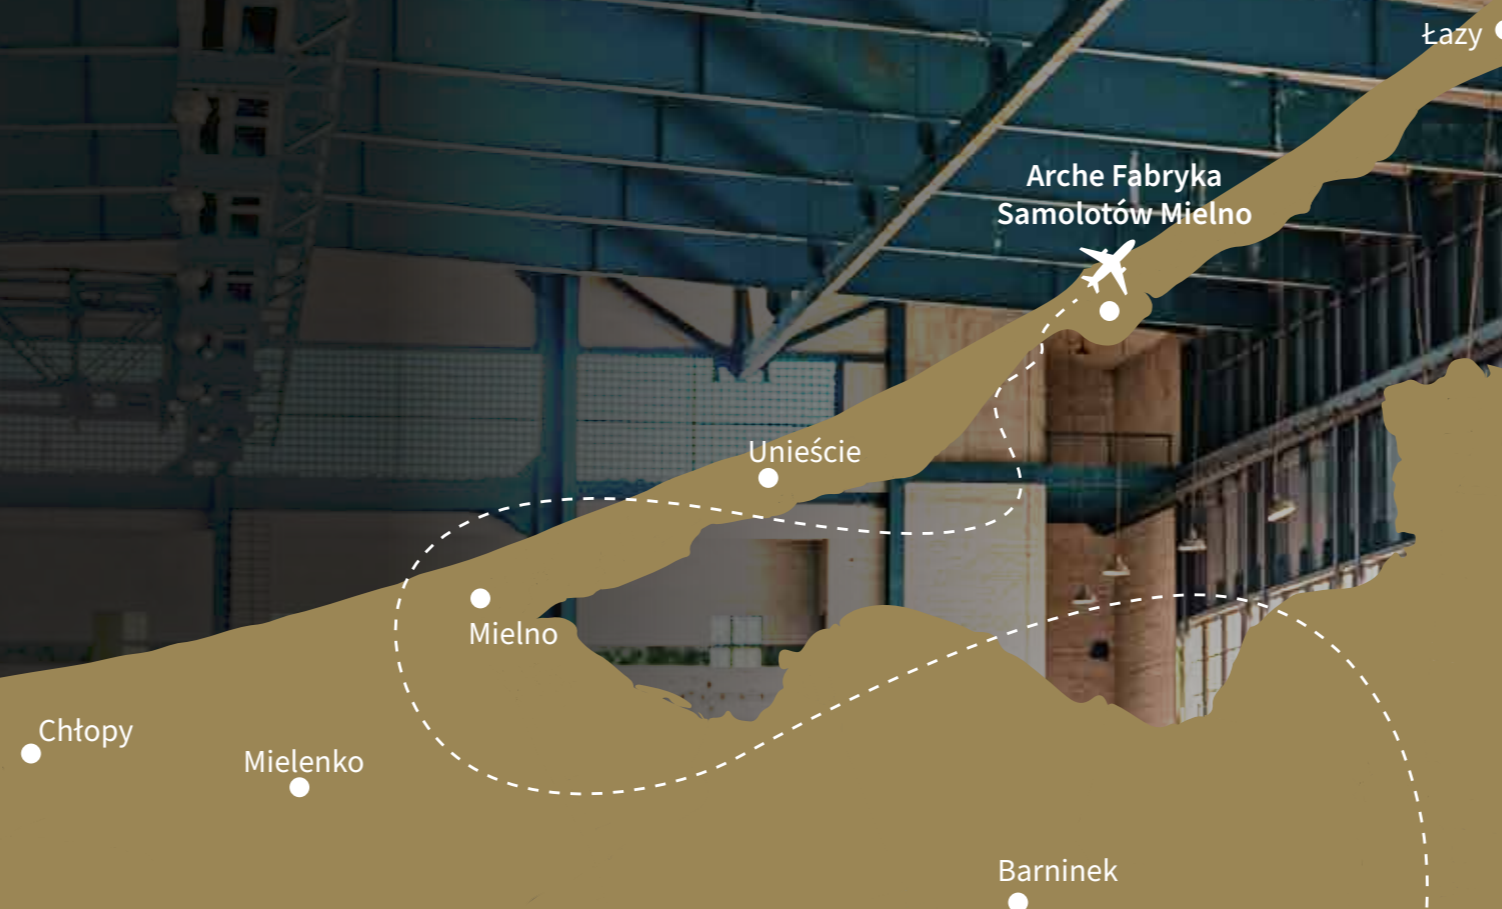 Łazy
Arche Fabryka
Samolotów Mielno
Unieście
Mielno
Chłopy
Mielenko
Barninek